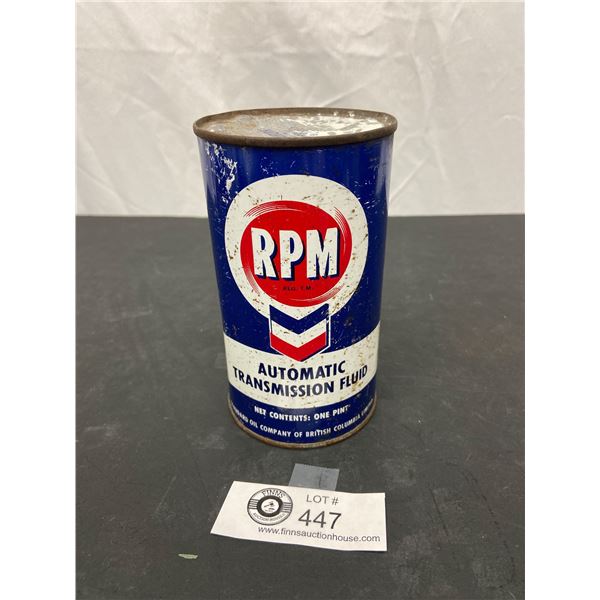 RPM
REG. T.M.
AUTOMATIC
TRANSMISSION FLUID
NET CONTENTS: ONE PINT
OIL COMPANY OF BRITISH COLUMBIA
FINNS
LOT #
447
www.finnsauctionhouse.com